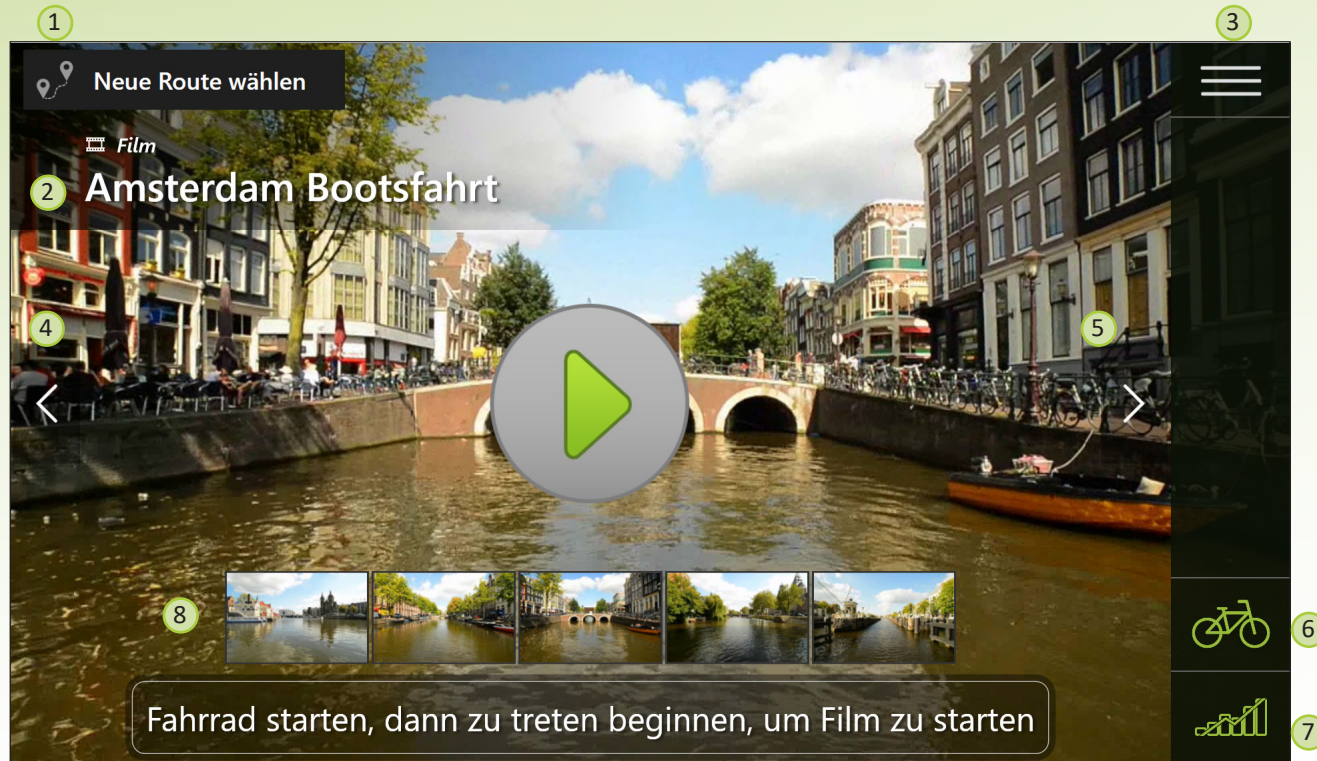 1
3
Neue Route wählen
Film
2
Amsterdam Bootsfahrt
4
5
8
6
Fahrrad starten, dann zu treten beginnen, um Film zu starten
7